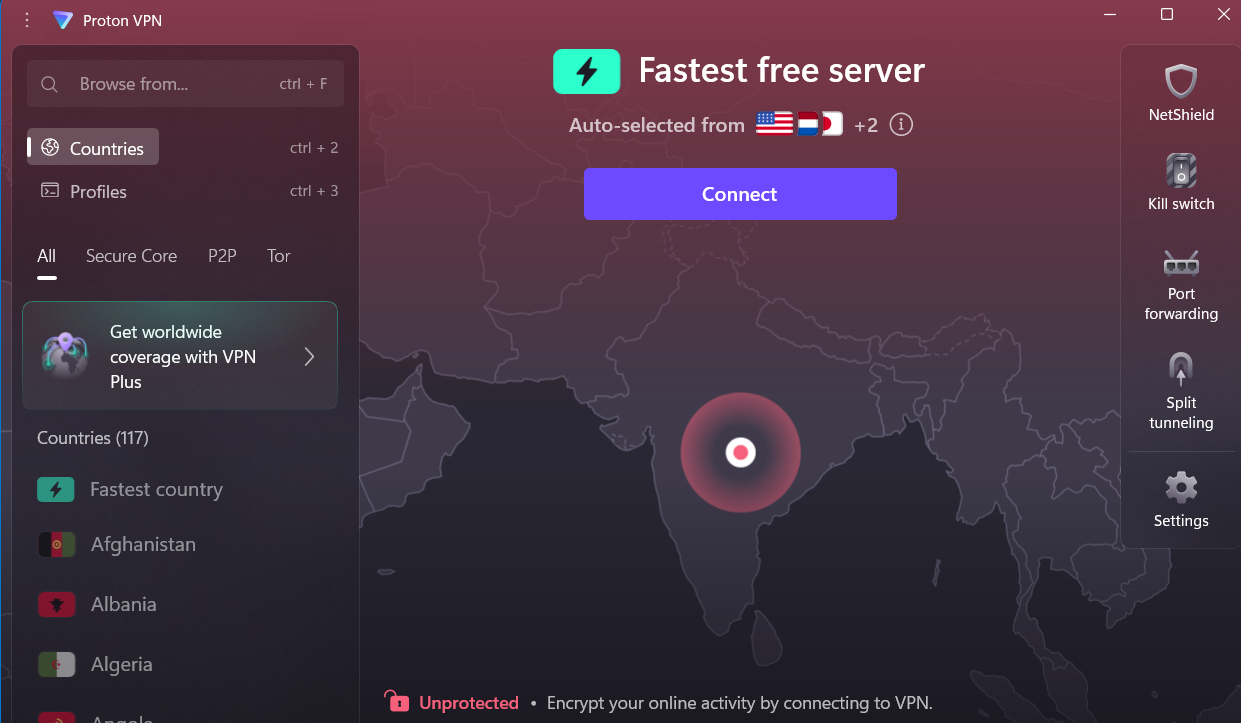 Proton VPN
Browse from...
ctrl + F
Countries
ctrl + 2
Profiles
ctrl + 3
All
Secure Core
P2P
Tor
Get worldwide
coverage with VPN
Plus
Countries (117)
Fastest country
Afghanistan
Albania
Algeria
Angola
Fastest free server
Auto-selected from
+2
Connect
Unprotected • Encrypt your online activity by connecting to VPN.
NetShield
Kill switch
Port
forwarding
Split
tunneling
Settings